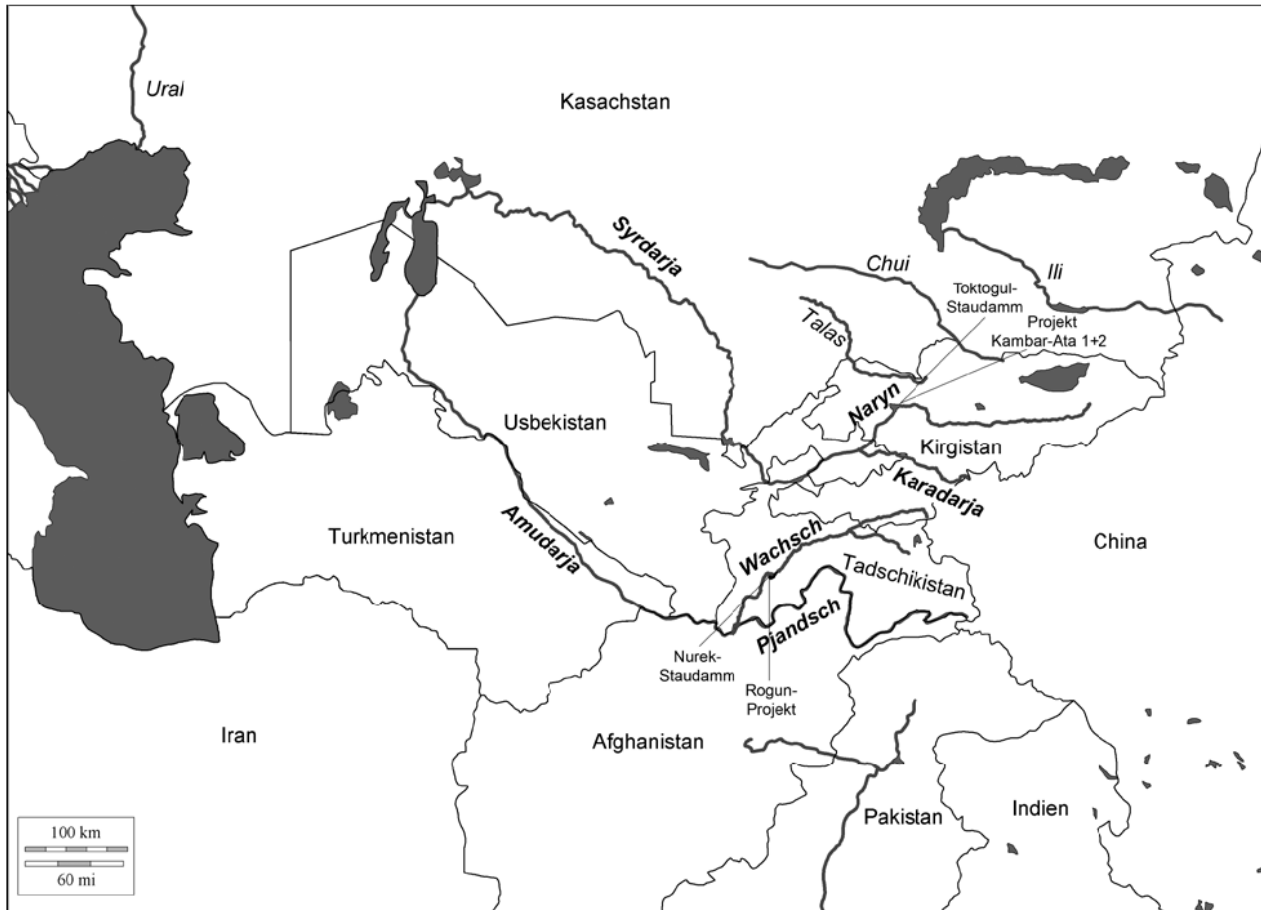 Ural
Kasachstan
Syrdarja
Chui
Ili
Toktogul-
Staudamm
Talas
Projekt
Kambar-Ata 1+2
Naryn
Usbekistan
Kirgistan
Karadarja
Amudarja
Turkmenistan
Wachsch
China
Tadschikistan
Pjandsch
Nurek-
Staudamm
Rogun-
Projekt
Iran
Afghanistan
Pakistan
Indien
100 km
60 mi